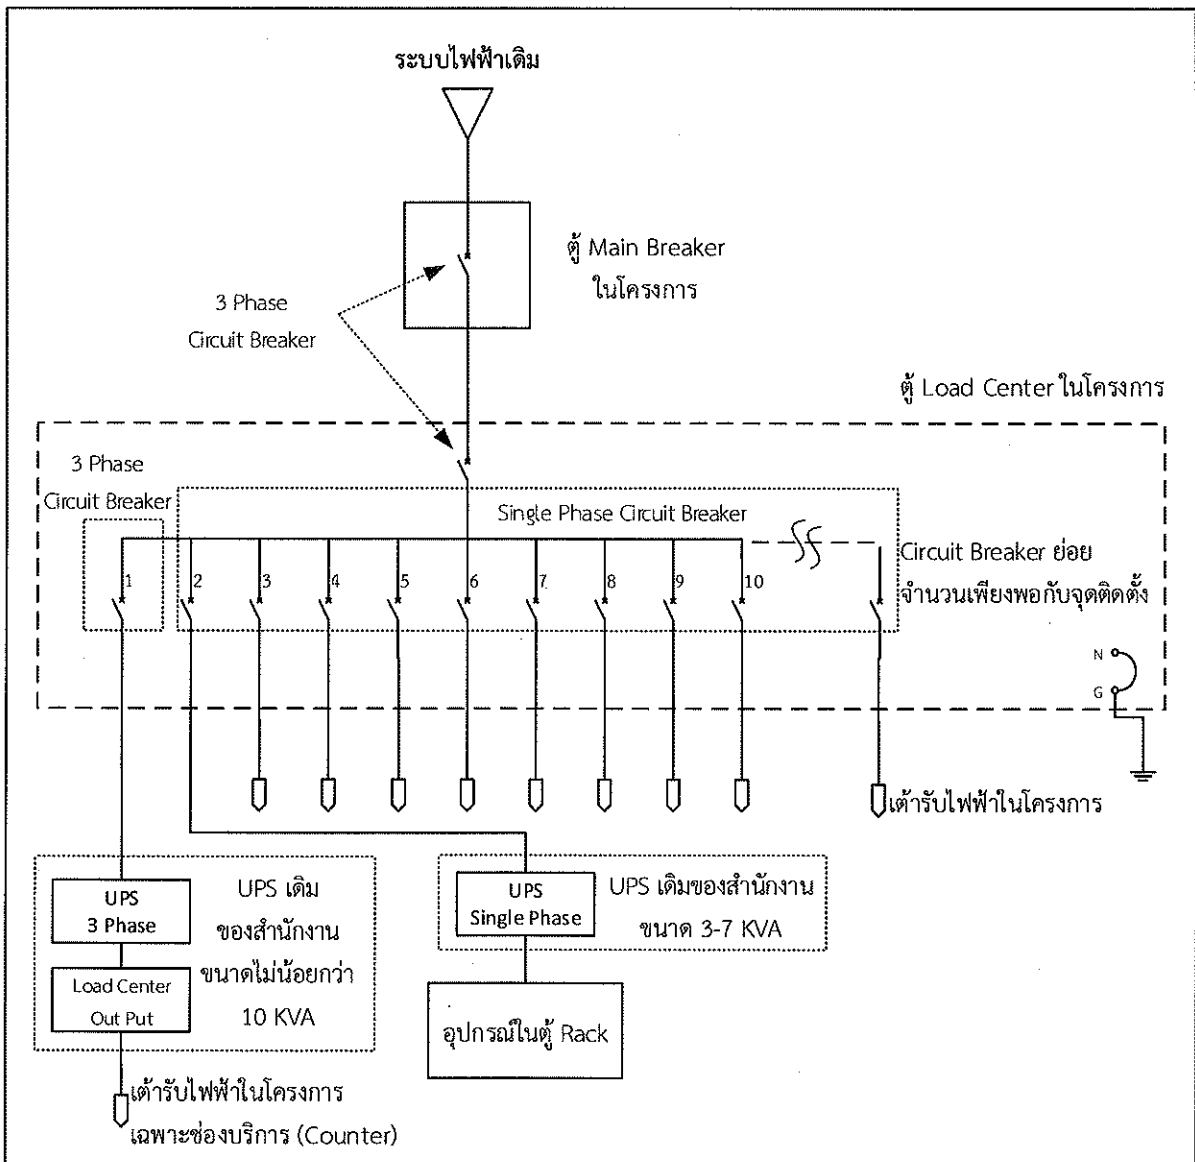 ระบบไฟฟ้าเดิม
ตู้ Main Breaker
ในโครงการ
3 Phase
Circuit Breaker
ตู้ Load Center ในโครงการ
3 Phase
Circuit Breaker
Single Phase Circuit Breaker
1 2 3 4 5 6 7 8 9 10
Circuit Breaker ย่อย
จำนวนเพียงพอกับจุดติดตั้ง
N
G
เต้ารับไฟฟ้าในโครงการ
UPS
3 Phase
Load Center
Out Put
UPS เดิม
ของสำนักงาน
ขนาดไม่น้อยกว่า
10 KVA
UPS
Single Phase
UPS เดิมของสำนักงาน
ขนาด 3-7 KVA
อุปกรณ์ในตู้ Rack
เต้ารับไฟฟ้าในโครงการ
เฉพาะช่องบริการ (Counter)